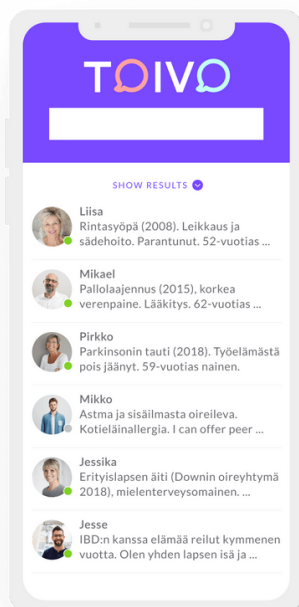 TOIVO
SHOW RESULTS
Liisa
Rintasyöpä (2008). Leikkaus ja
sädehoito. Parantunut. 52-vuotias ...
Mikael
Pallolaajennus (2015), korkea
verenpaine. Lääkitys. 62-vuotias ...
Pirkko
Parkinsonin tauti (2018). Työelämästä
pois jäänyt. 59-vuotias nainen.
Mikko
Astma ja sisäilmasta oireileva.
Kotieläinallergia. I can offer peer ...
Jessika
Erityislapsen äiti (Downin oireyhtymä
2018), mielenterveysomainen. ...
Jesse
IBD:n kanssa elämää reilut kymmenen
vuotta. Olen yhden lapsen isä ja ...